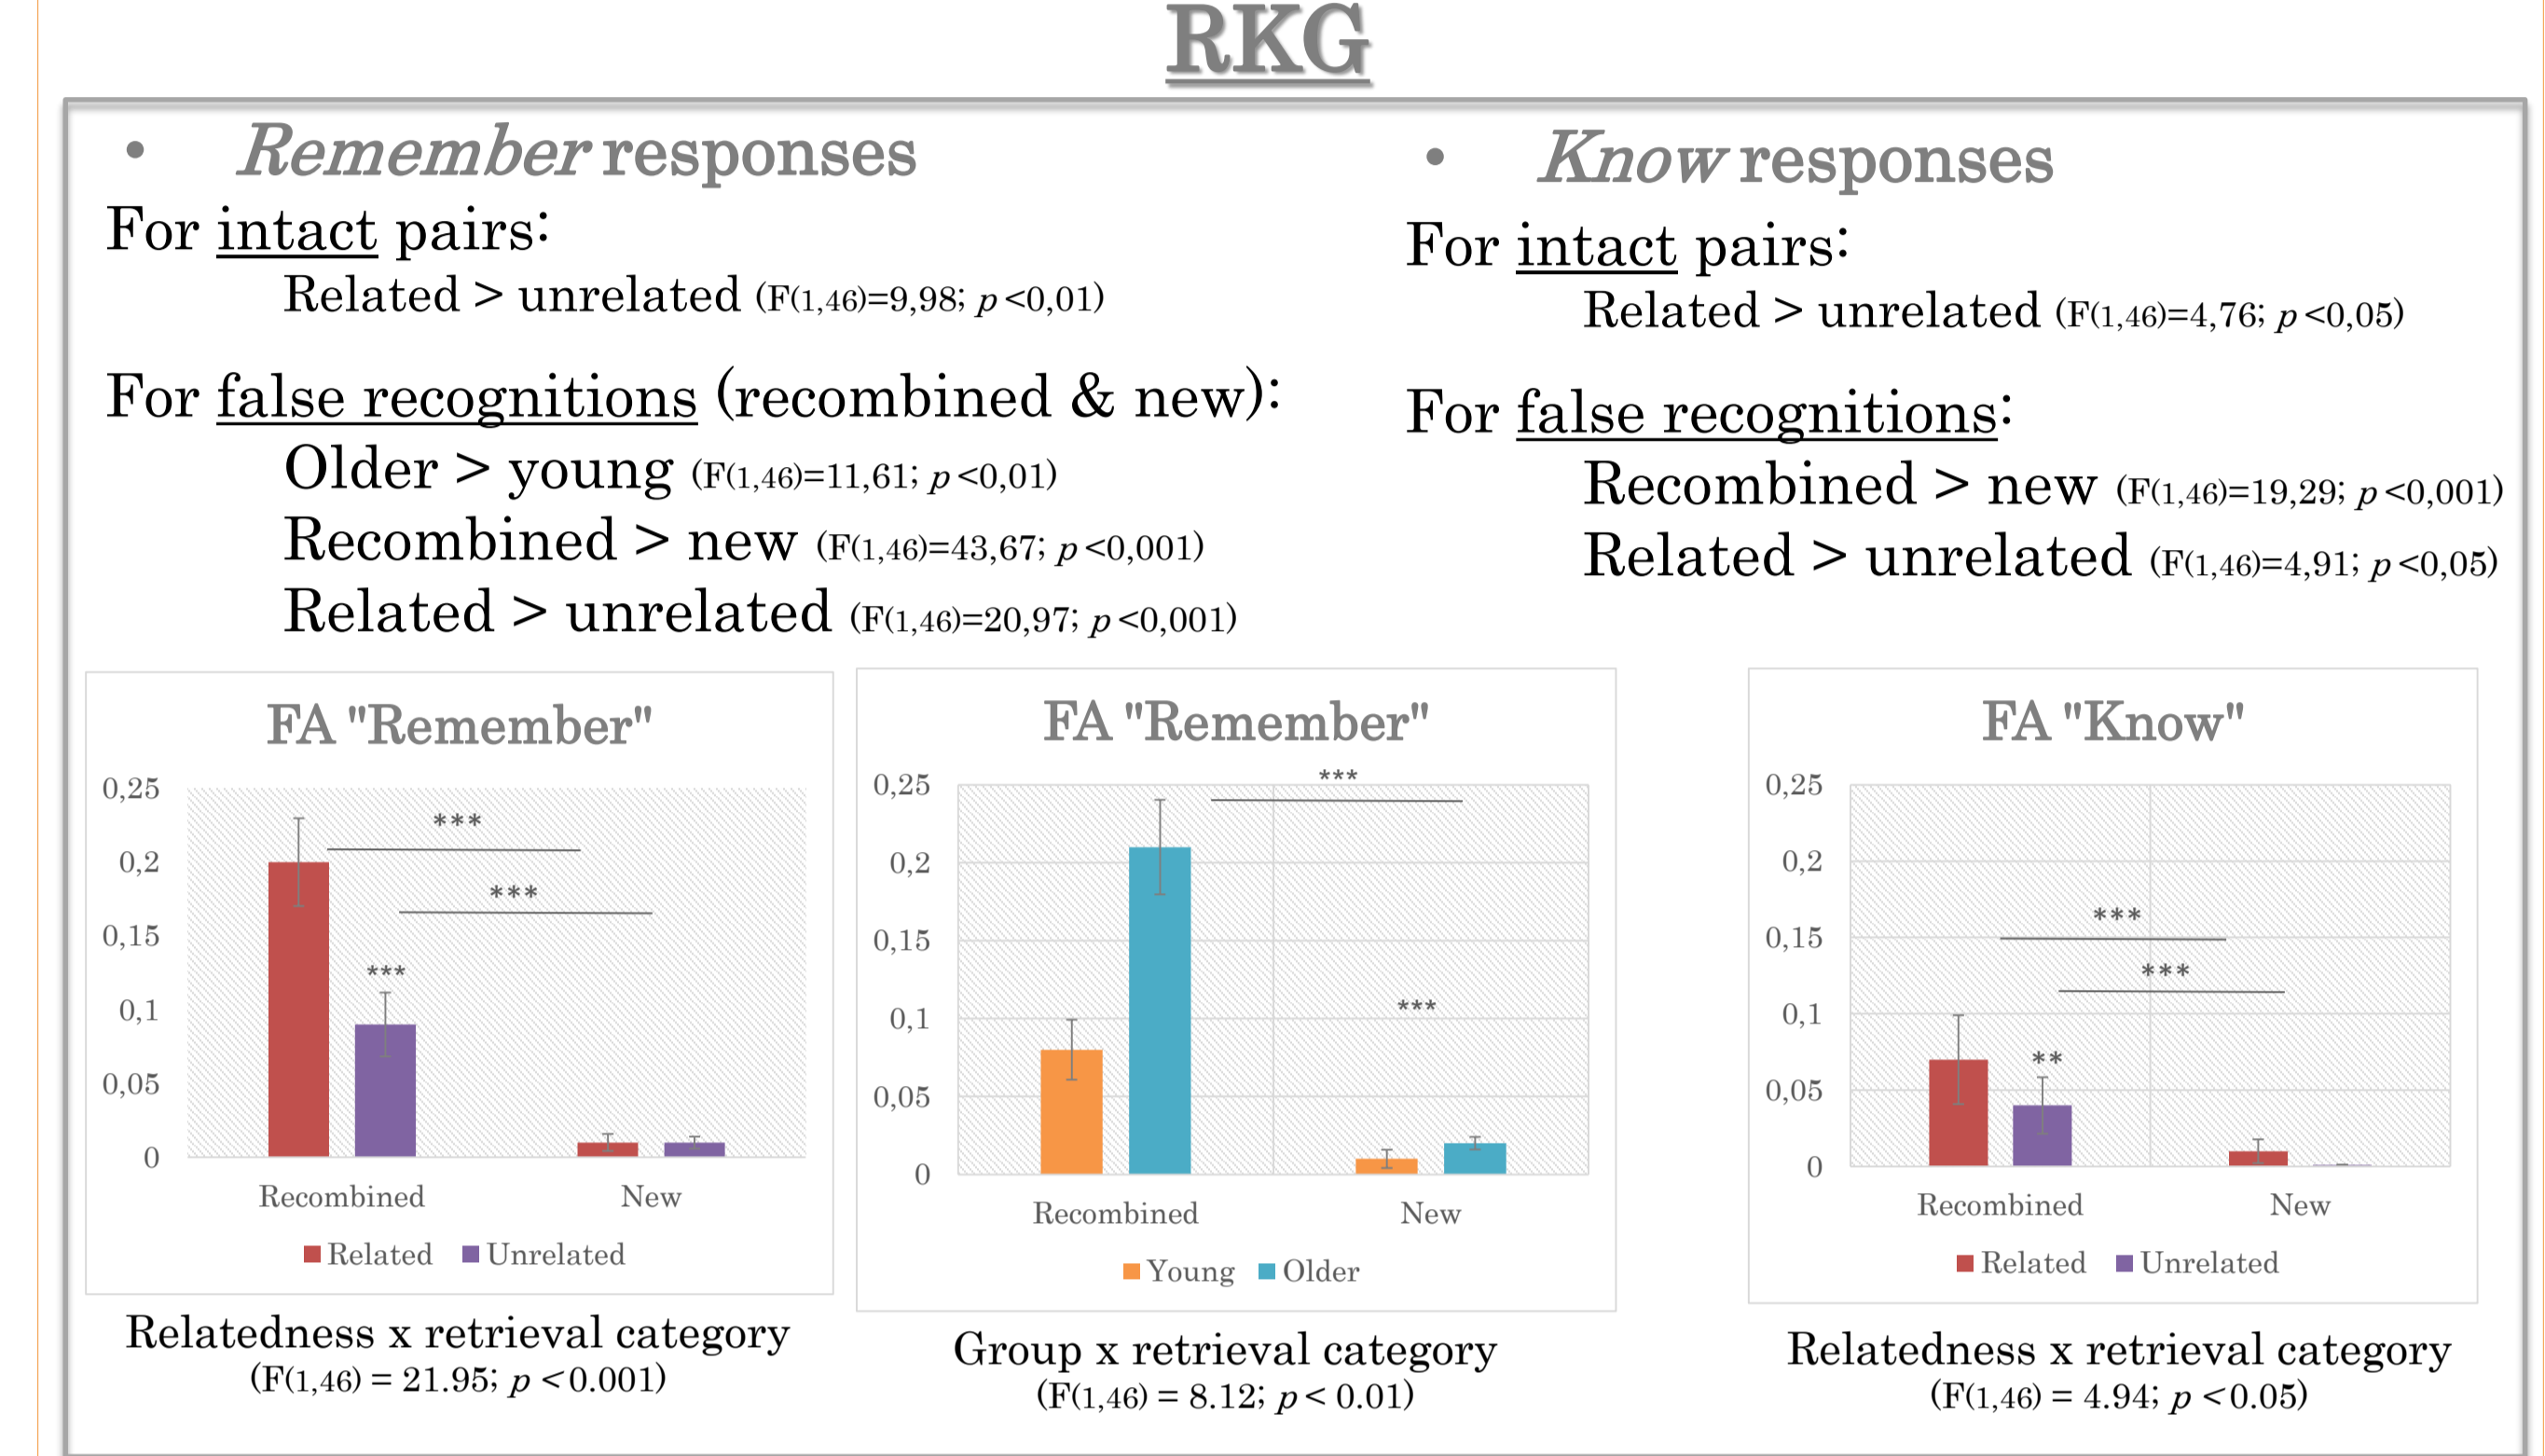 RKG
• Remember responses
For intact pairs:
Related > unrelated (F(1,46)=9,98; p<0,01)
For false recognitions (recombined & new):
Older > young (F(1,46)=11,61; p<0,01)
Recombined > new (F(1,46)=43,67; p<0,001)
Related > unrelated (F(1,46)=20,97; p<0,001)
• Know responses
For intact pairs:
Related > unrelated (F(1,46)=4,76; p<0,05)
For false recognitions:
Recombined > new (F(1,46)=19,29; p<0,001)
Related > unrelated (F(1,46)=4,91; p<0,05)
FA "Remember"
0,25
***
0,2
***
0,15
***
0,1
0,05
0
Recombined New
Related Unrelated
Relatedness x retrieval category
(F(1,46) = 21.95; p <0.001)
FA "Remember"
***
0,25
0,2
0,15
***
0,1
0,05
0
Recombined New
Young Older
Group x retrieval category
(F(1,46) = 8.12; p< 0.01)
FA "Know"
0,25
0,2
***
0,15
***
0,1
**
0,05
0
Recombined New
Related Unrelated
Relatedness x retrieval category
(F(1,46) = 4.94; p <0.05)